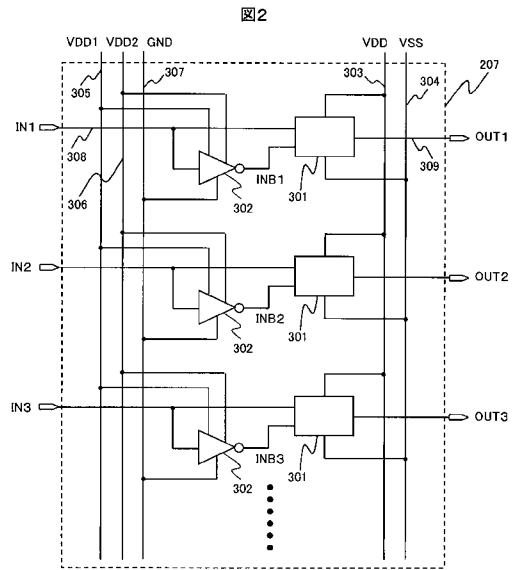 図2
VDD1 VDD2 GND VDD VSS
305 307 303 304 207
IN1 OUT1
308 309
INB1 301
306 302
IN2 OUT2
INB2 301
302
IN3 OUT3
INB3 301
302